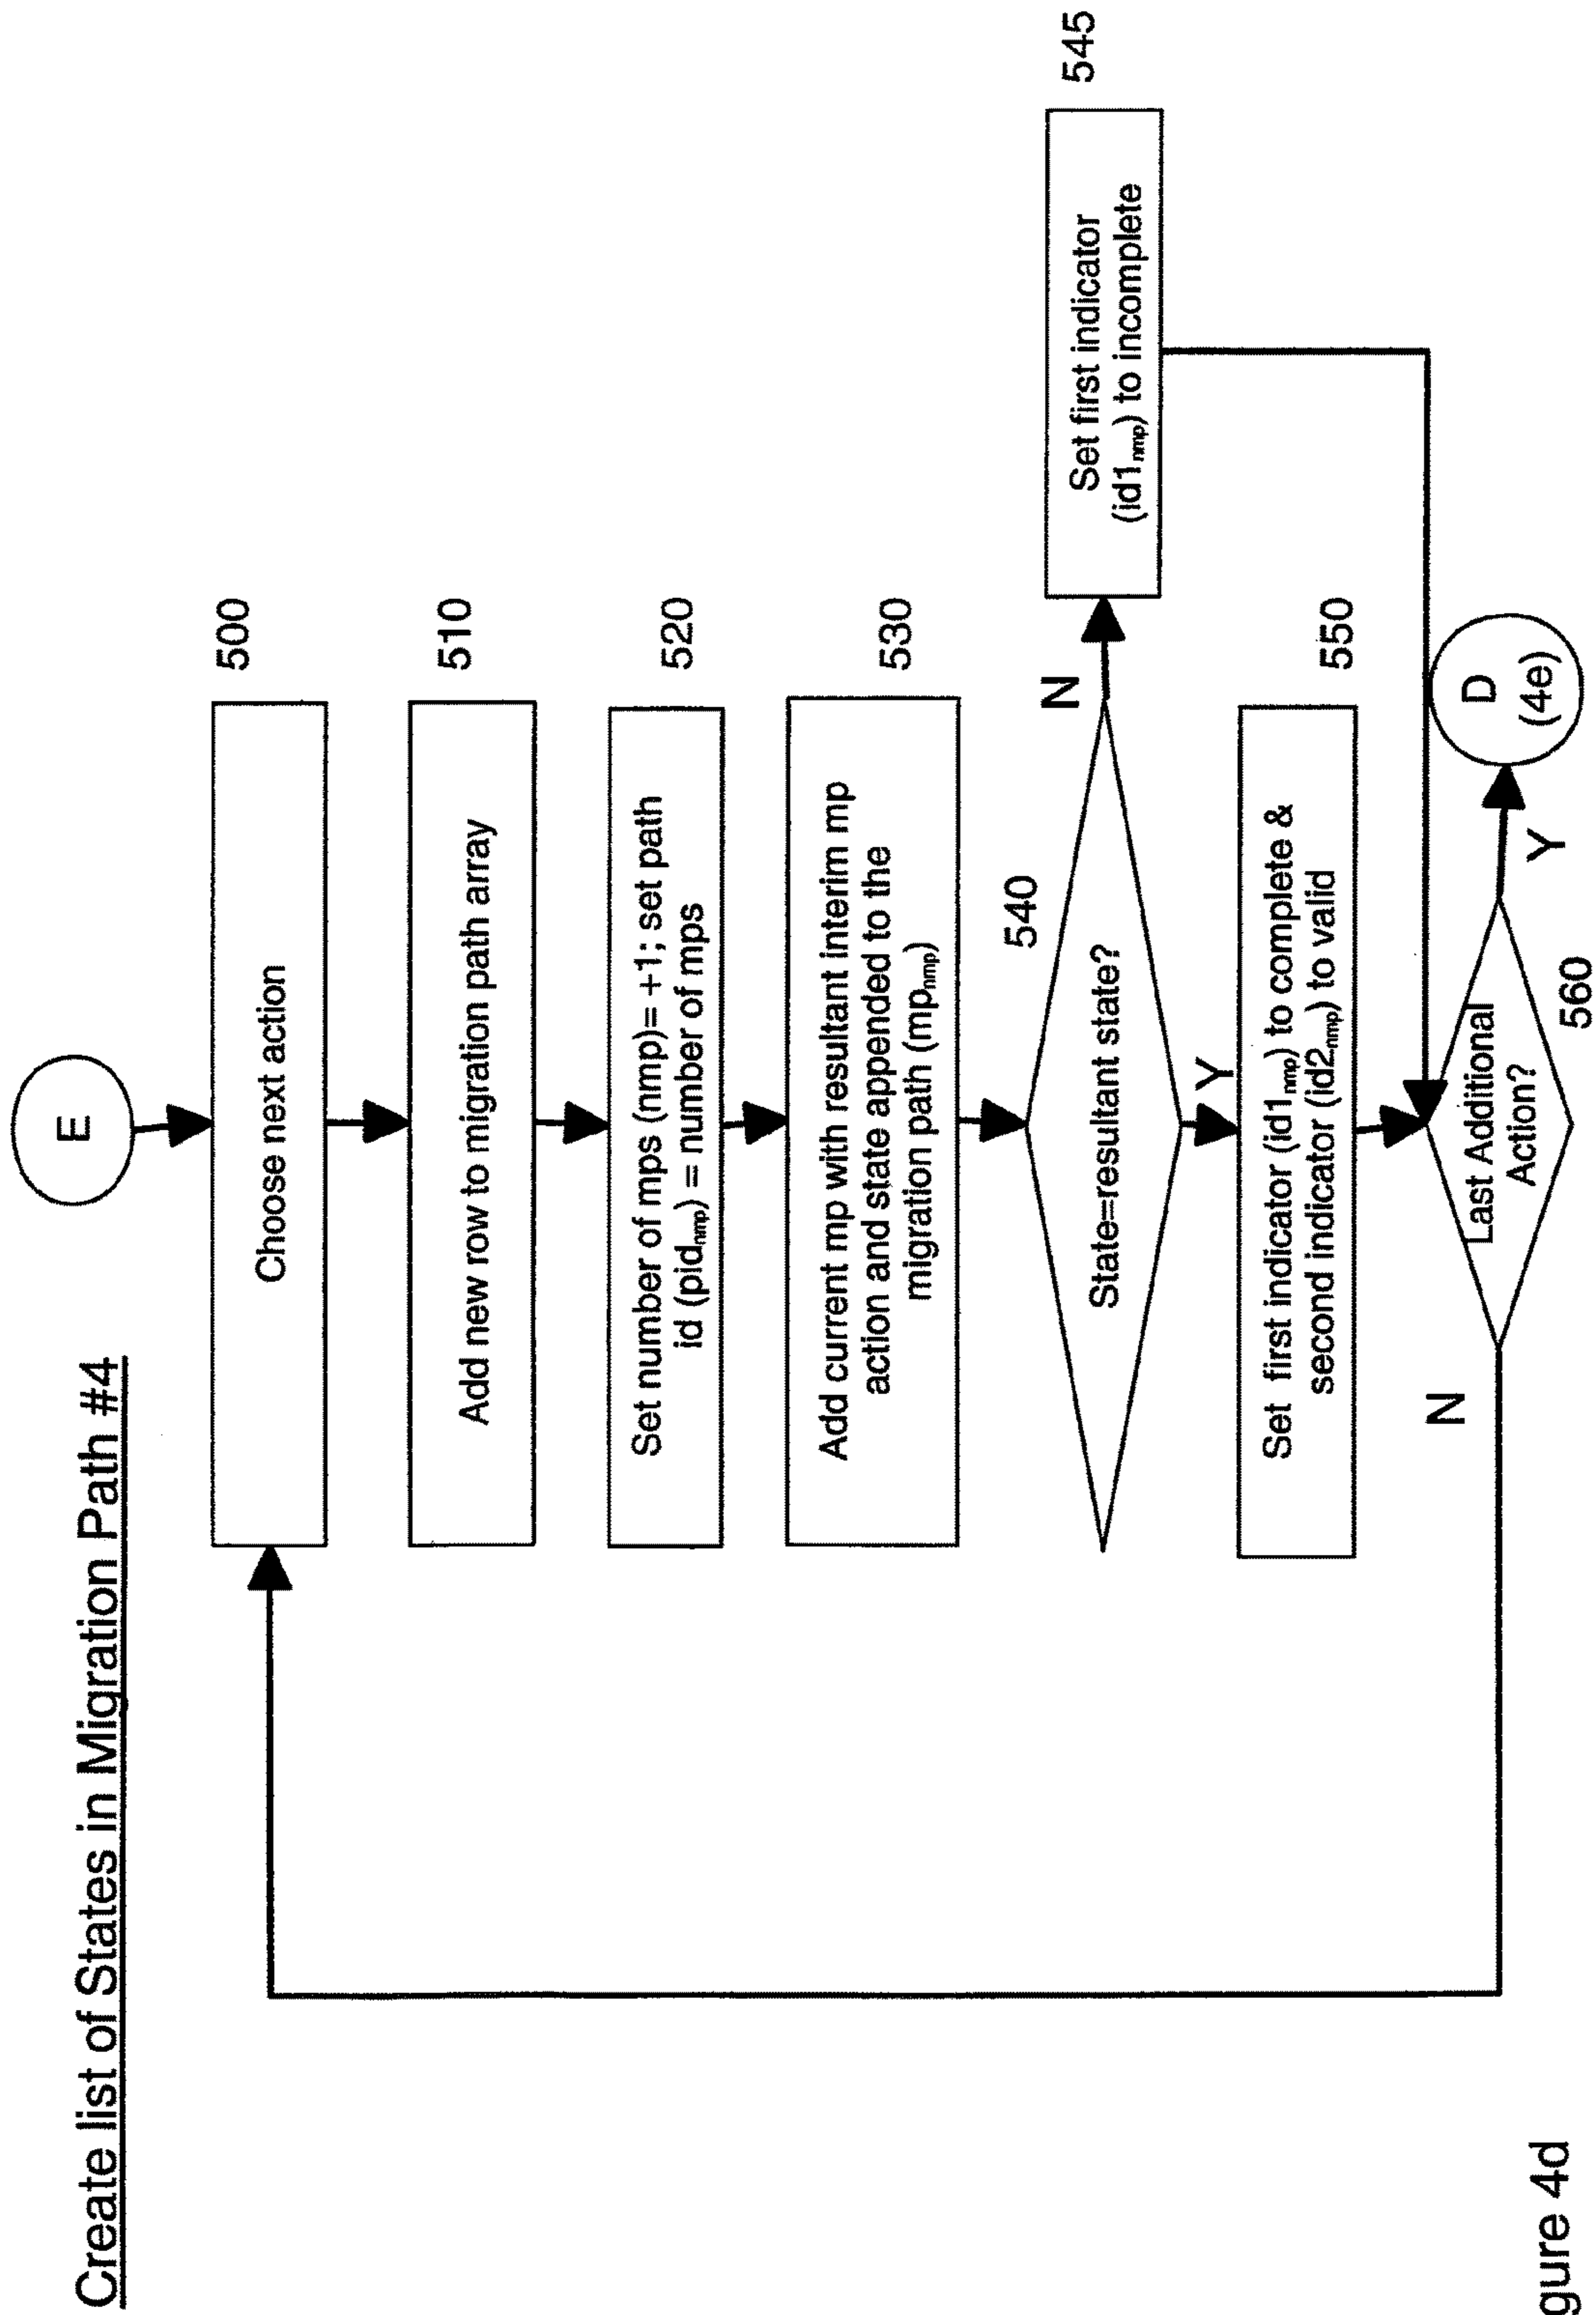 Create list of States in Migration Path #4
E
Choose next action
500
Add new row to migration path array
510
Set number of mps (nmp)= +1; set path
id (pidnmp) = number of mps
520
Add current mp with resultant interim mp
action and state appended to the
migration path (mpnmp)
530
540
State=resultant state?
N
Set first indicator
(id1nmp) to incomplete
545
Y
Set first indicator (id1nmp) to complete &
second indicator (id2nmp) to valid
550
Last Additional
Action?
560
N
Y
D
(4e)
gure 4d